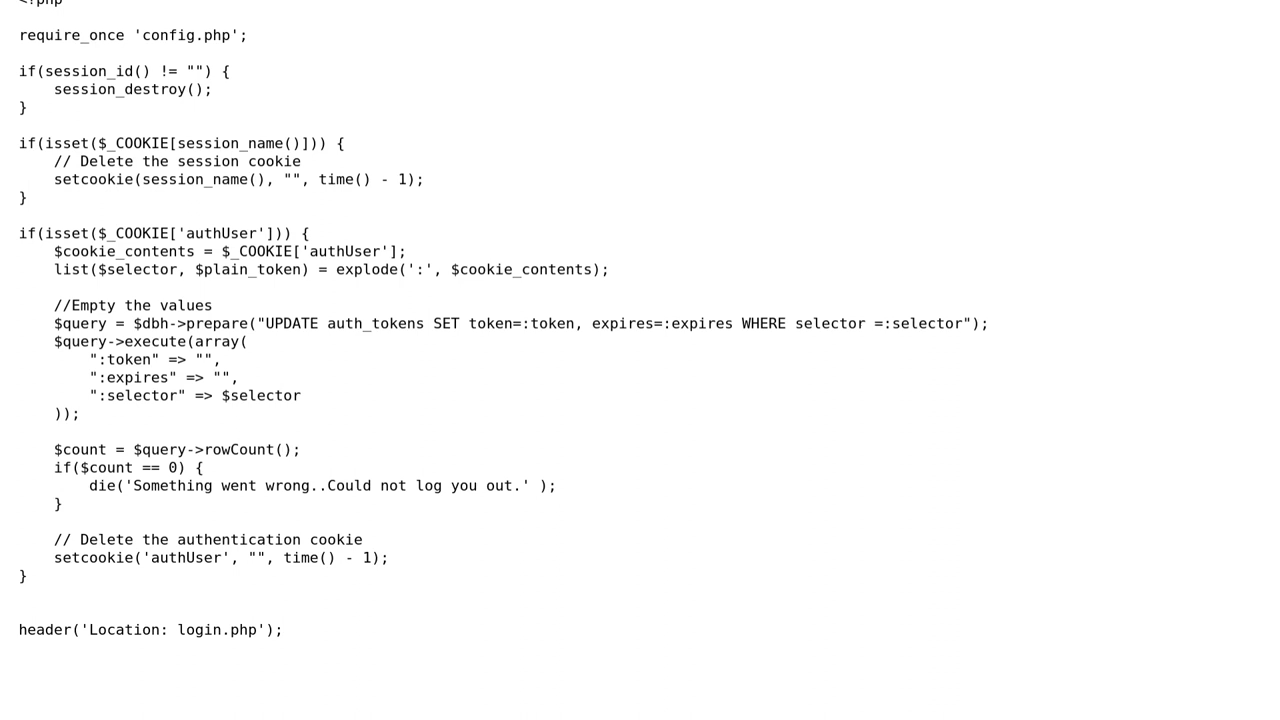 <?php
require_once 'config.php';
if(session_id() != "") {
    session_destroy();
}
if(isset($_COOKIE[session_name()])) {
    // Delete the session cookie
    setcookie(session_name(), "", time() - 1);
}
if(isset($_COOKIE['authUser'])) {
    $cookie_contents = $_COOKIE['authUser'];
    list($selector, $plain_token) = explode(':', $cookie_contents);
    //Empty the values
    $query = $dbh->prepare("UPDATE auth_tokens SET token=:token, expires=:expires WHERE selector =:selector");
    $query->execute(array(
        ":token" => "",
        ":expires" => "",
        ":selector" => $selector
    ));
    $count = $query->rowCount();
    if($count == 0) {
        die('Something went wrong..Could not log you out.' );
    }
    // Delete the authentication cookie
    setcookie('authUser', "", time() - 1);
}
header('Location: login.php');